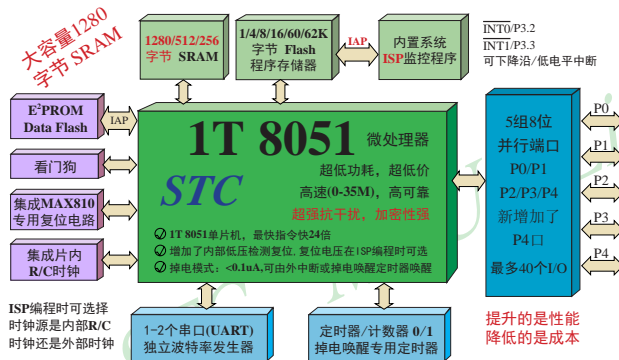 大容量1280
字节 SRAM
1280/512/256
字节 SRAM
1/4/8/16/60/62K
字节 Flash
程序存储器
IAP
内置系统
ISP监控程序
INT0/P3.2
INT1/P3.3
可下降沿/低电平中断
E²PROM
Data Flash
IAP
看门狗
集成MAX810
专用复位电路
集成片内
R/C时钟
1T 8051 微处理器
STC
超低功耗，超低价
高速(0-35M)，高可靠
超强抗干扰，加密性强
1T 8051单片机，最快指令快24倍
增加了内部低压检测复位,复位电压在ISP编程时可选
掉电模式：<0.1uA,可由外中断或掉电唤醒定时器唤醒
5组8位
并行端口
P0/P1
P2/P3/P4
新增加了
P4口
最多40个I/O
P0
P1
P2
P3
P4
ISP编程时可选择
时钟源是内部R/C
时钟还是外部时钟
1-2个串口(UART)
独立波特率发生器
定时器/计数器 0/1
掉电唤醒专用定时器
提升的是性能
降低的是成本